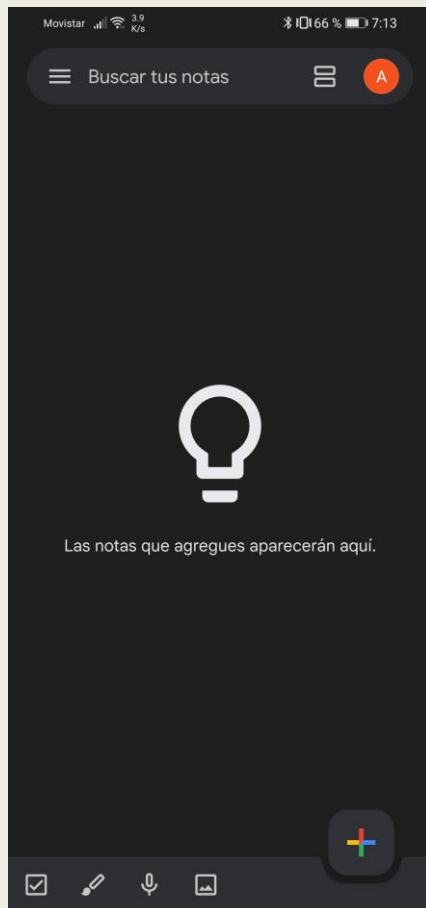 Movistar 3.9 K/s 66 % 7:13
Buscar tus notas
A
Las notas que agregues aparecerán aquí.